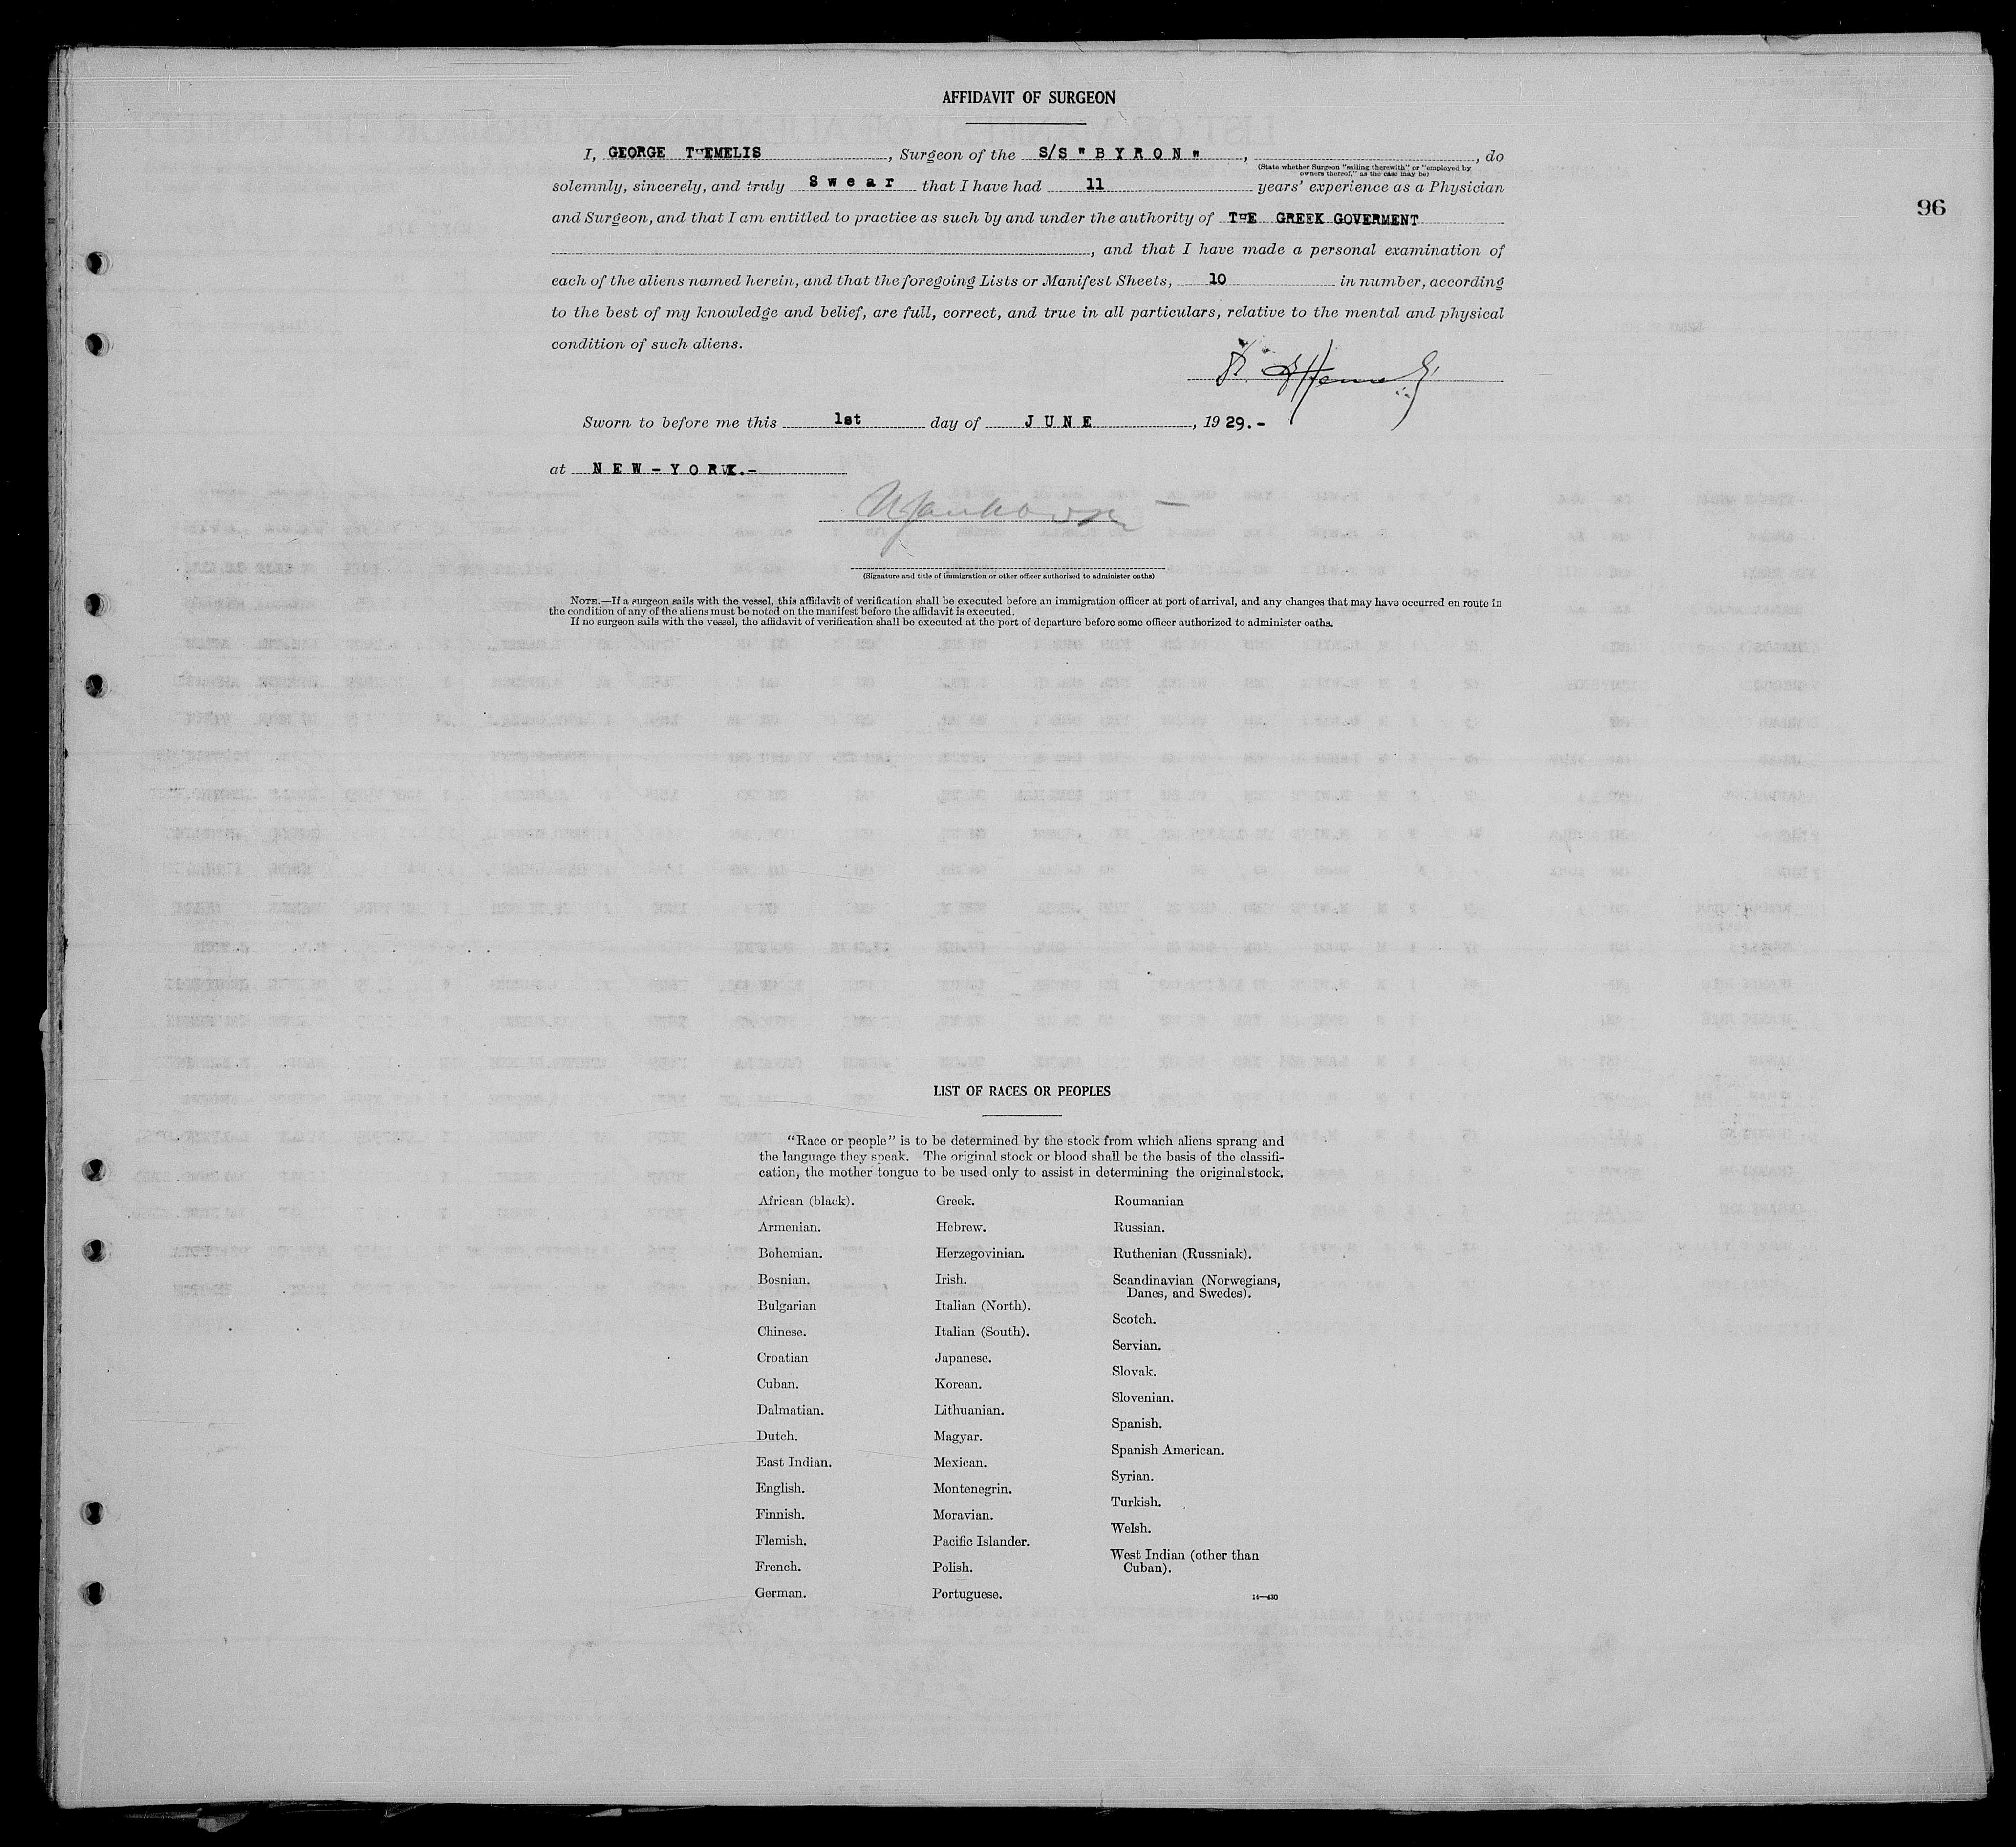 AFFIDAVIT OF SURGEON
I, GEORGE THEMELIS, Surgeon of the S/S "BYRON", , do
(State whether Surgeon "sailing therewith" or "employed by
owners thereof," as the case may be)
solemnly, sincerely, and truly Swear that I have had 11 years' experience as a Physician
and Surgeon, and that I am entitled to practice as such by and under the authority of THE GREEK GOVERMENT
96
, and that I have made a personal examination of
each of the aliens named herein, and that the foregoing Lists or Manifest Sheets, 10 in number, according
to the best of my knowledge and belief, are full, correct, and true in all particulars, relative to the mental and physical
condition of such aliens.
Sworn to before me this 1st day of JUNE, 1929.-
at NEW-YORK.-
(Signature and title of immigration or other officer authorized to administer oaths)
NOTE.—If a surgeon sails with the vessel, this affidavit of verification shall be executed before an immigration officer at port of arrival, and any changes that may have occurred en route in
the condition of any of the aliens must be noted on the manifest before the affidavit is executed.
If no surgeon sails with the vessel, the affidavit of verification shall be executed at the port of departure before some officer authorized to administer oaths.
LIST OF RACES OR PEOPLES
"Race or people" is to be determined by the stock from which aliens sprang and
the language they speak. The original stock or blood shall be the basis of the classifi-
cation, the mother tongue to be used only to assist in determining the original stock.
African (black).
Armenian.
Bohemian.
Bosnian.
Bulgarian
Chinese.
Croatian
Cuban.
Dalmatian.
Dutch.
East Indian.
English.
Finnish.
Flemish.
French.
German.
Greek.
Hebrew.
Herzegovinian.
Irish.
Italian (North).
Italian (South).
Japanese.
Korean.
Lithuanian.
Magyar.
Mexican.
Montenegrin.
Moravian.
Pacific Islander.
Polish.
Portuguese.
Roumanian
Russian.
Ruthenian (Russniak).
Scandinavian (Norwegians,
Danes, and Swedes).
Scotch.
Servian.
Slovak.
Slovenian.
Spanish.
Spanish American.
Syrian.
Turkish.
Welsh.
West Indian (other than
Cuban).
14—430